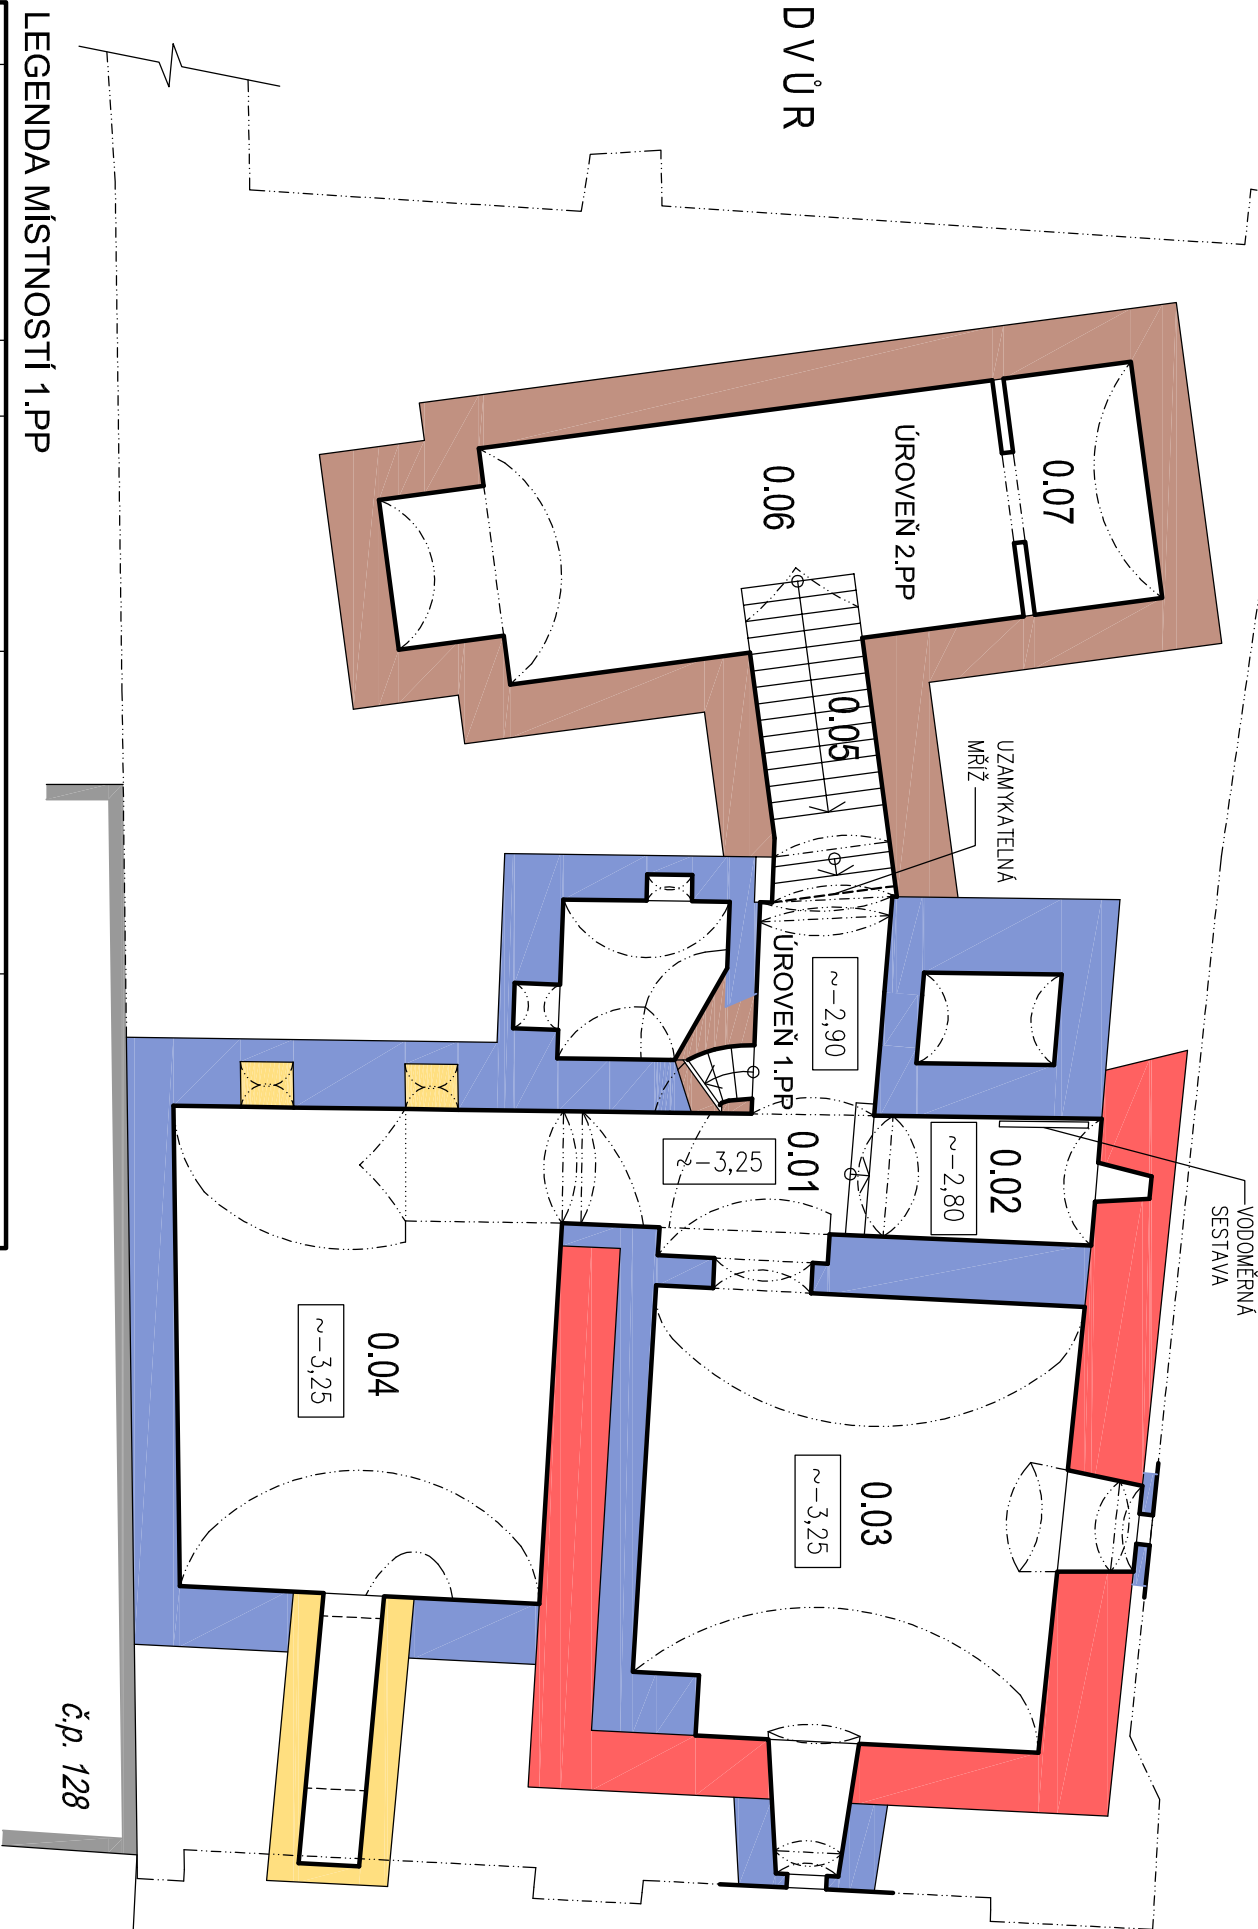 DVŮR
LEGENDA MÍSTNOSTÍ 1.PP
0.07
ÚROVEŇ 2.PP
0.06
0.05
UZAMYKATELNÁ
MŘÍŽ
~-2,90
ÚROVEŇ 1.PP
0.01
~-3,25
0.02
~-2,80
VODOMĚRNÁ
SESTAVA
0.04
~-3,25
0.03
~-3,25
č.p. 128